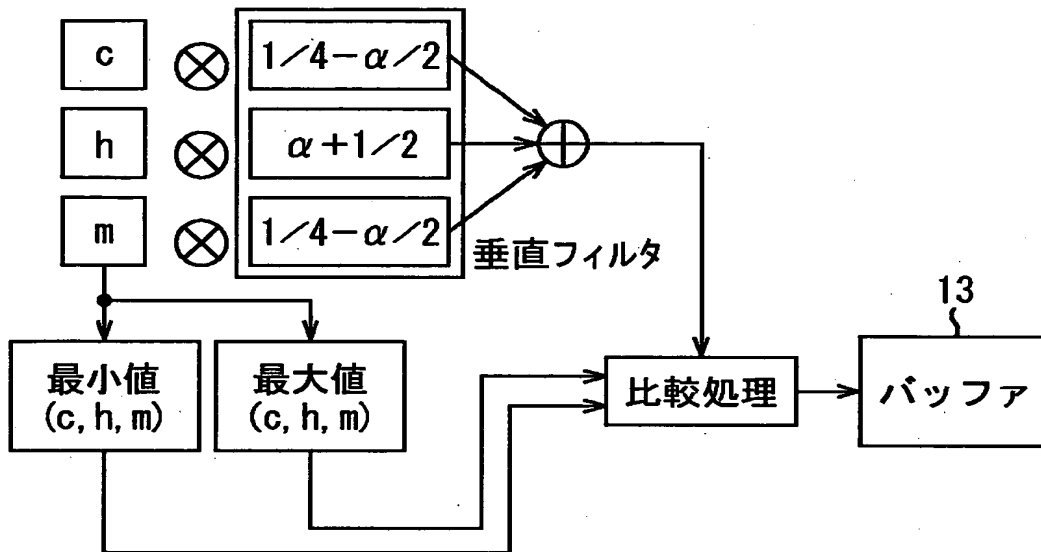 c
1/4-α/2
h
α+1/2
m
1/4-α/2
垂直フィルタ
13
最小値
(c, h, m)
最大値
(c, h, m)
比較処理
バッファ